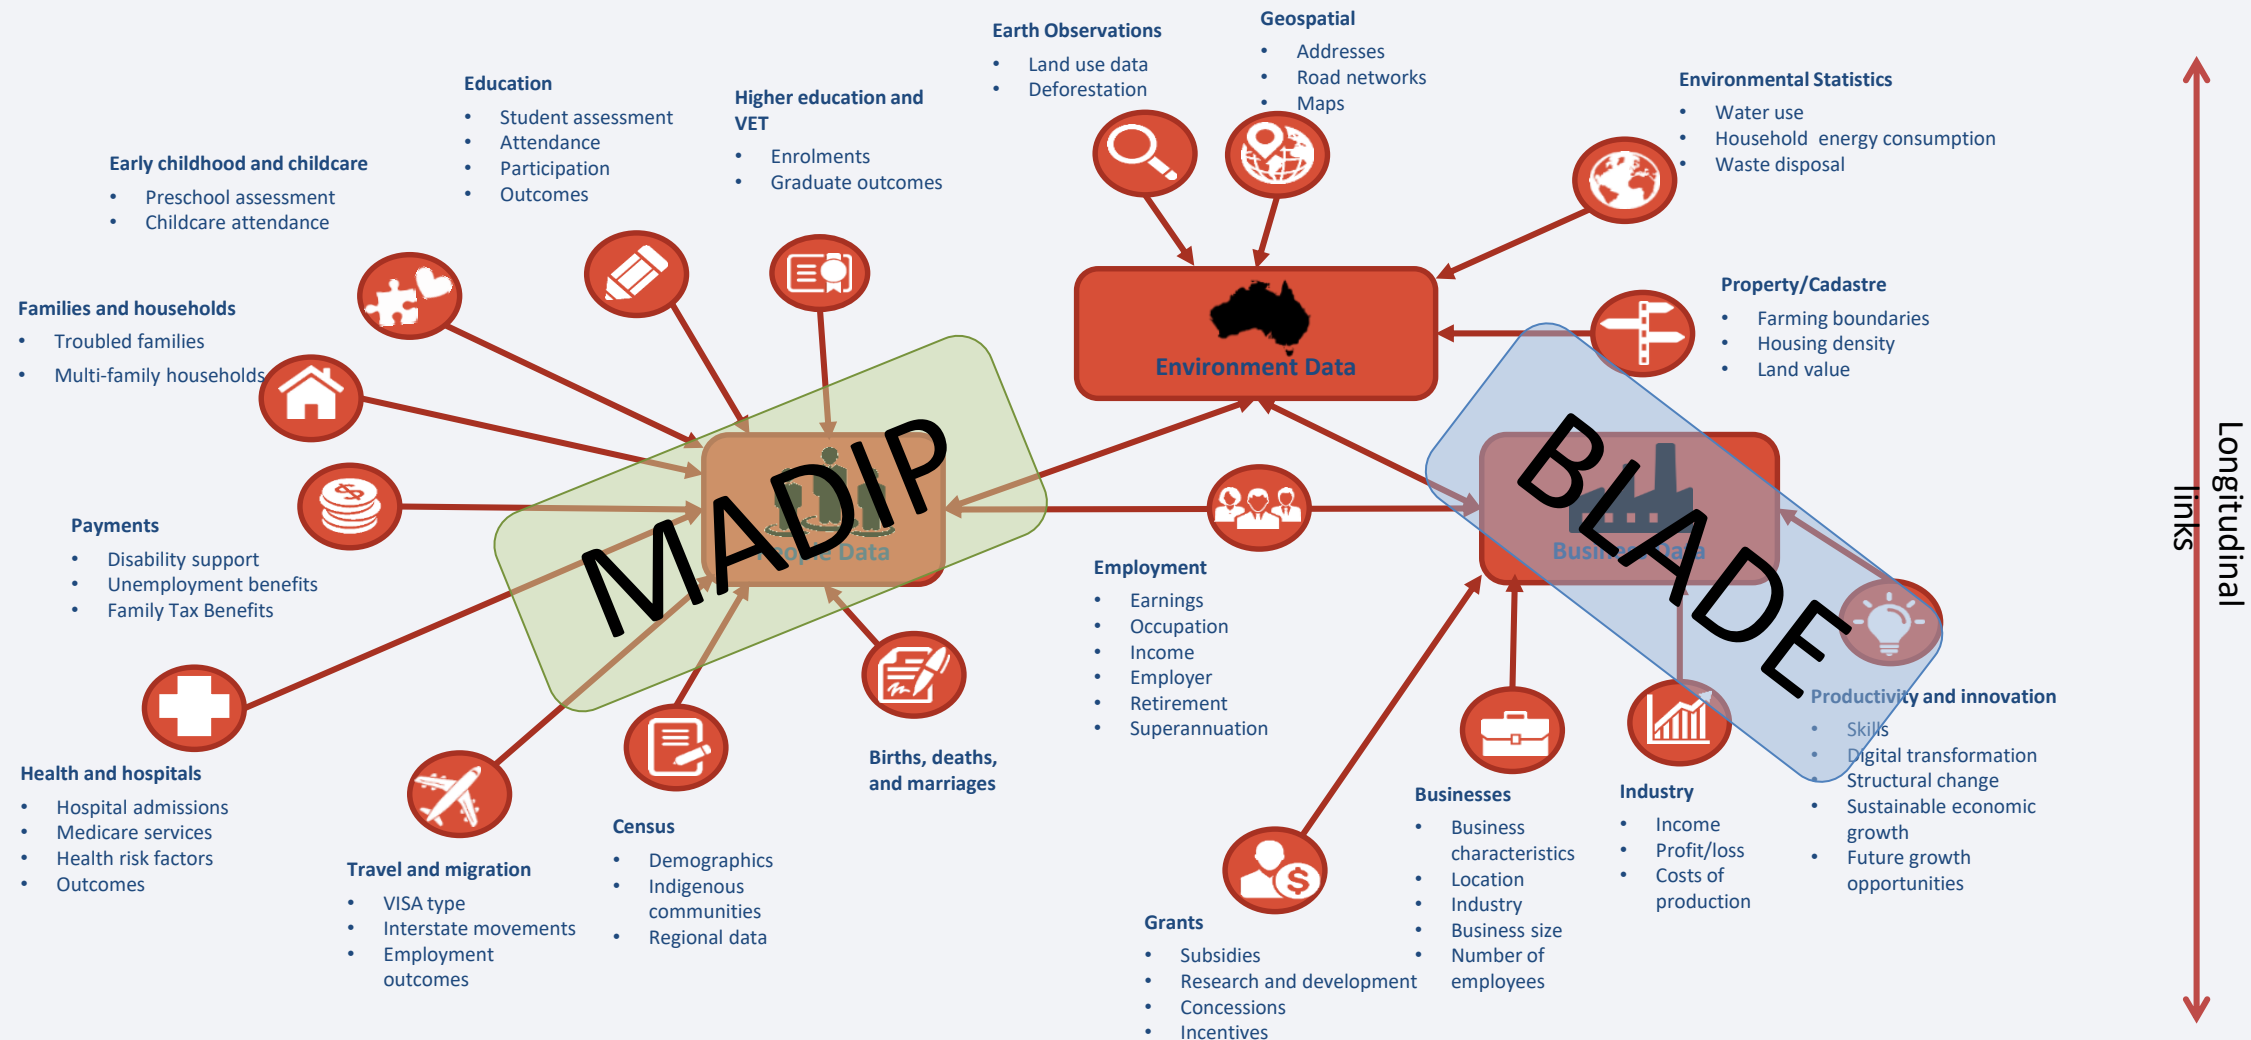 Earth Observations
• Land use data
• Deforestation
Geospatial
• Addresses
• Road networks
• Maps
Environmental Statistics
• Water use
• Household energy consumption
• Waste disposal
Education
• Student assessment
• Attendance
• Participation
• Outcomes
Higher education and
VET
• Enrolments
• Graduate outcomes
Early childhood and childcare
• Preschool assessment
• Childcare attendance
Families and households
• Troubled families
• Multi-family households
Property/Cadastre
• Farming boundaries
• Housing density
• Land value
Environment Data
MADIP
People Data
BLADE
Business Data
Longitudinal
links
Payments
• Disability support
• Unemployment benefits
• Family Tax Benefits
Employment
• Earnings
• Occupation
• Income
• Employer
• Retirement
• Superannuation
Health and hospitals
• Hospital admissions
• Medicare services
• Health risk factors
• Outcomes
Travel and migration
• VISA type
• Interstate movements
• Employment
outcomes
Census
• Demographics
• Indigenous
communities
• Regional data
Births, deaths,
and marriages
Grants
• Subsidies
• Research and development
• Concessions
• Incentives
Businesses
• Business
characteristics
• Location
• Industry
• Business size
• Number of
employees
Industry
• Income
• Profit/loss
• Costs of
production
Productivity and innovation
• Skills
• Digital transformation
• Structural change
• Sustainable economic
growth
• Future growth
opportunities